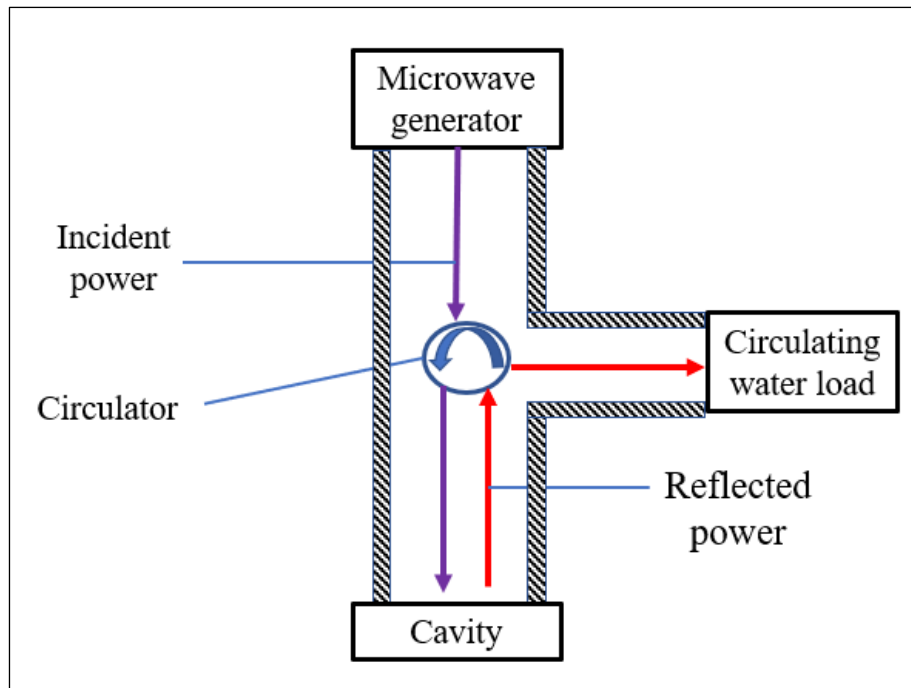 Microwave
generator
Incident
power
Circulating
water load
Circulator
Reflected
power
Cavity